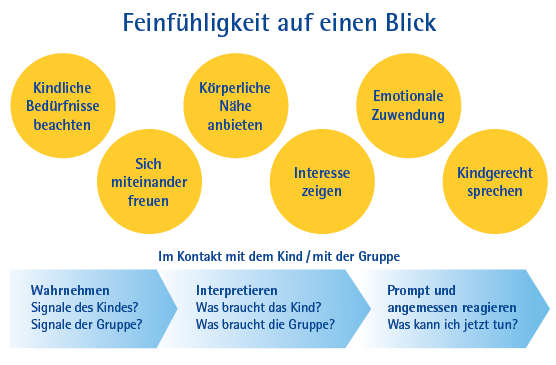 Feinfühligkeit auf einen Blick
Kindliche
Bedürfnisse
beachten
Sich
miteinander
freuen
Körperliche
Nähe
anbieten
Interesse
zeigen
Emotionale
Zuwendung
Kindgerecht
sprechen
Im Kontakt mit dem Kind / mit der Gruppe
Wahrnehmen
Signale des Kindes?
Signale der Gruppe?
Interpretieren
Was braucht das Kind?
Was braucht die Gruppe?
Prompt und
angemessen reagieren
Was kann ich jetzt tun?